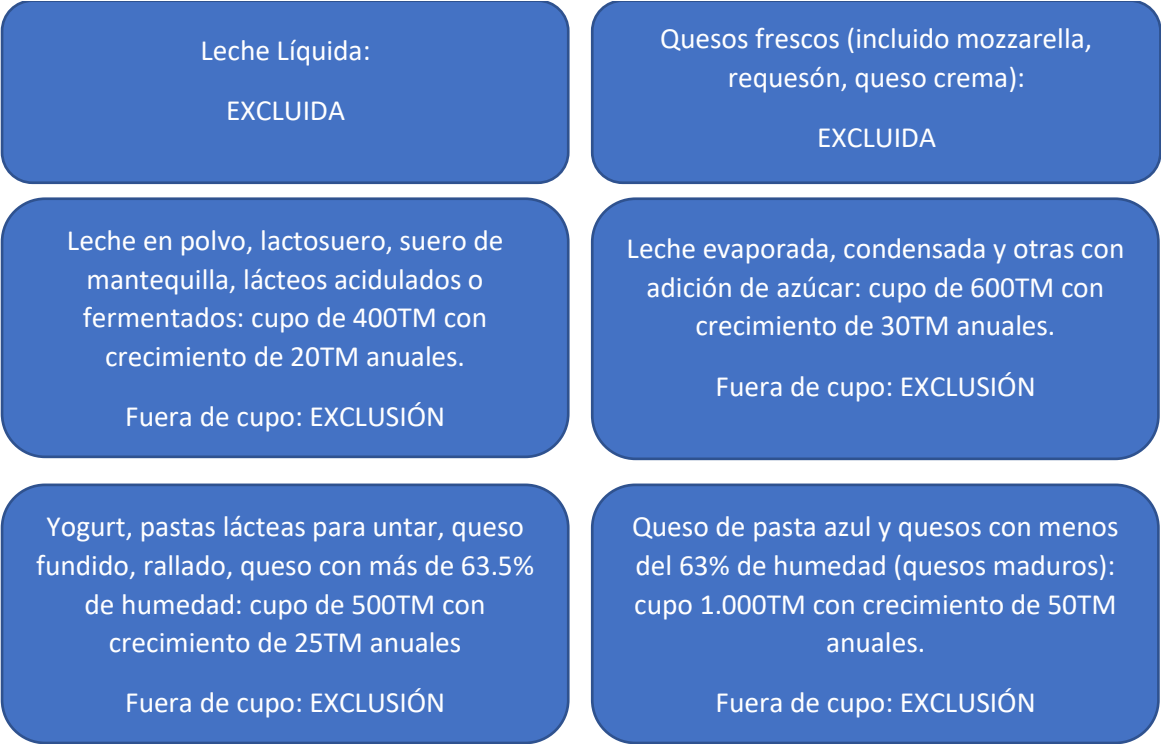 Leche Líquida:
EXCLUIDA
Quesos frescos (incluido mozzarella,
requesón, queso crema):
EXCLUIDA
Leche en polvo, lactosuero, suero de
mantequilla, lácteos acidulados o
fermentados: cupo de 400TM con
crecimiento de 20TM anuales.
Fuera de cupo: EXCLUSIÓN
Leche evaporada, condensada y otras con
adición de azúcar: cupo de 600TM con
crecimiento de 30TM anuales.
Fuera de cupo: EXCLUSIÓN
Yogurt, pastas lácteas para untar, queso
fundido, rallado, queso con más de 63.5%
de humedad: cupo de 500TM con
crecimiento de 25TM anuales
Fuera de cupo: EXCLUSIÓN
Queso de pasta azul y quesos con menos
del 63% de humedad (quesos maduros):
cupo 1.000TM con crecimiento de 50TM
anuales.
Fuera de cupo: EXCLUSIÓN